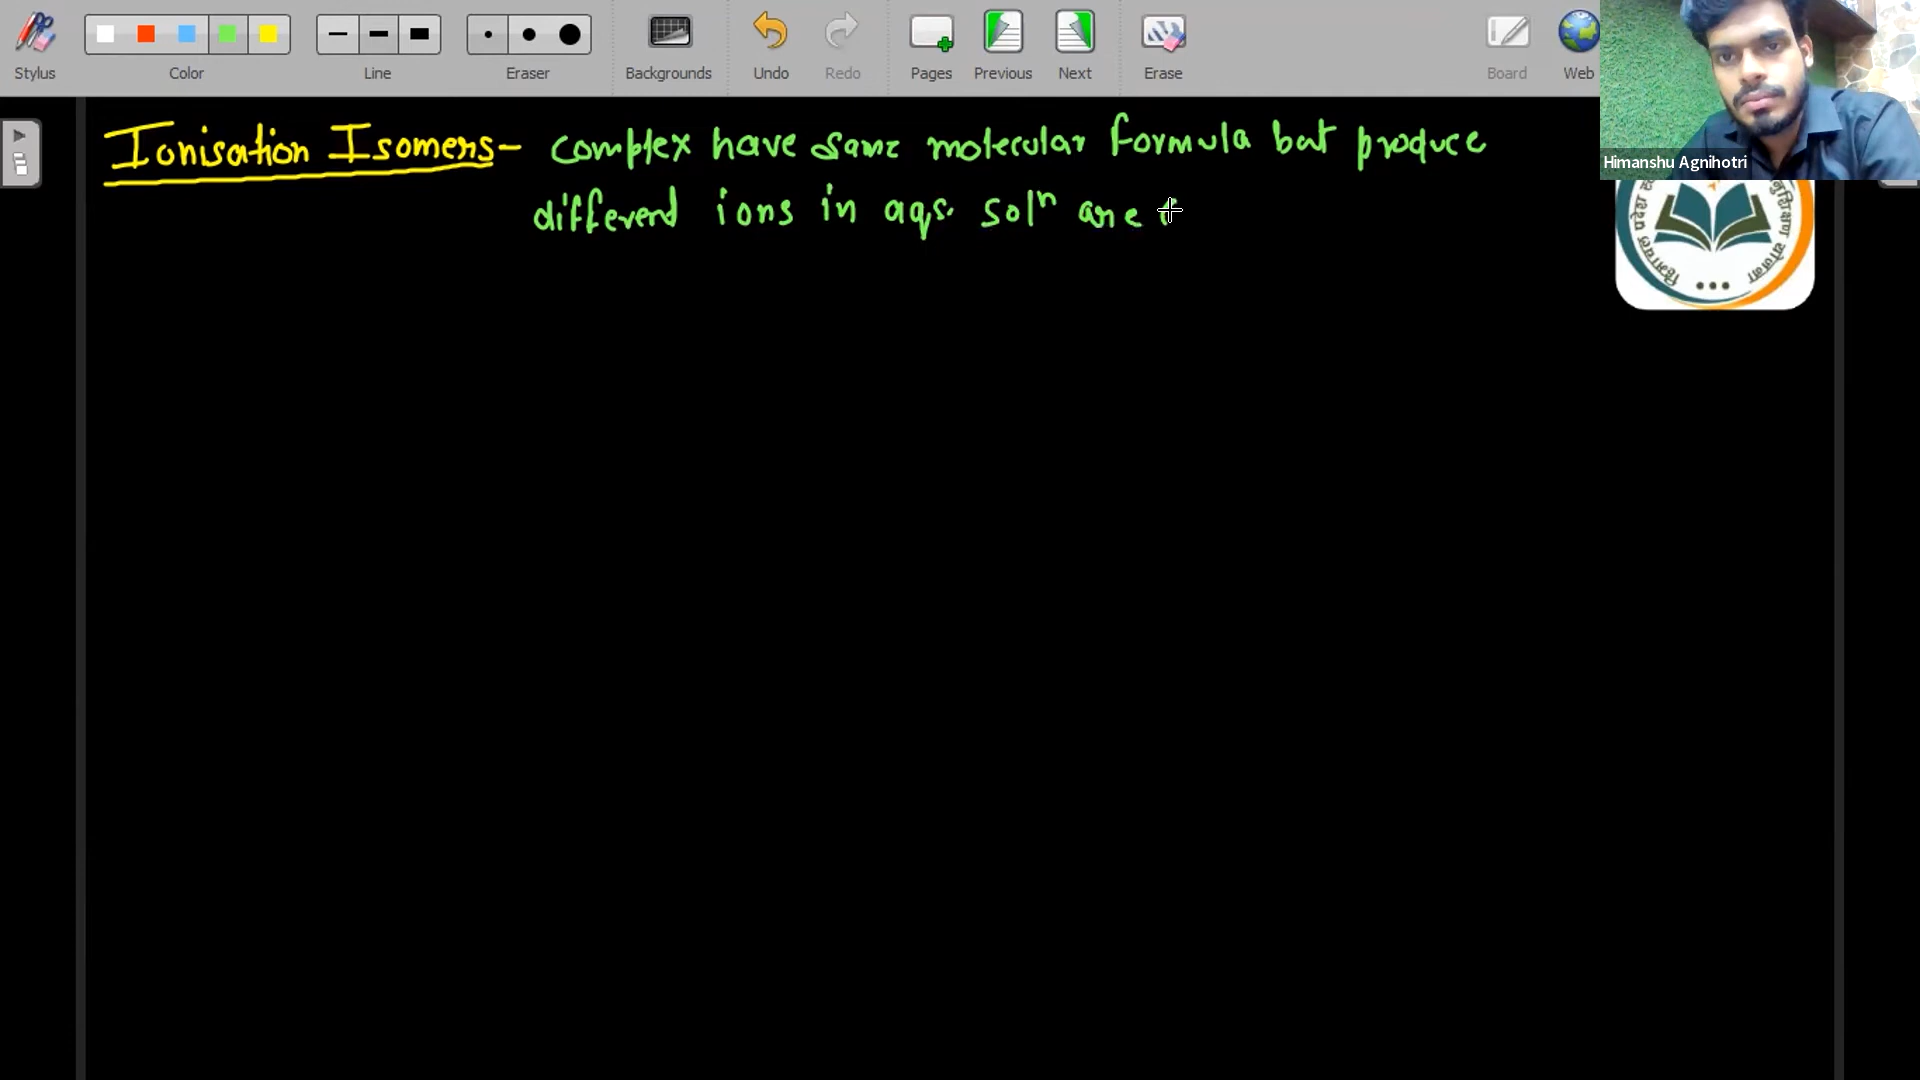 Stylus
Color
Line
Eraser
Backgrounds
Undo
Redo
Pages
Previous
Next
Erase
Board
Web
Himanshu Agnihotri
Ionisation Isomers- complex have same molecular formula but produce
different ions in aqs. solⁿ are